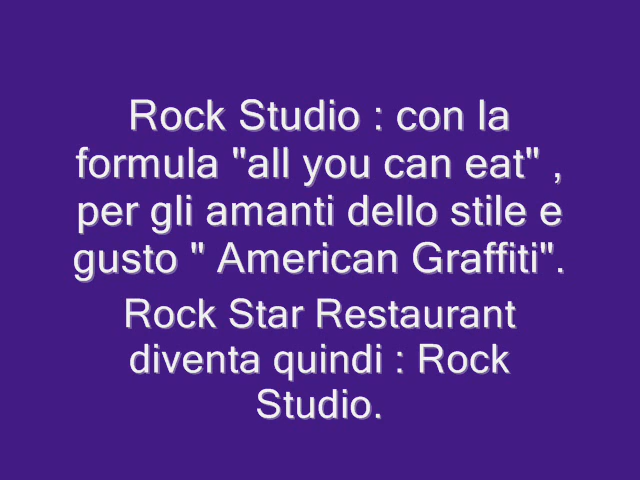 Rock Studio : con la
formula "all you can eat" ,
per gli amanti dello stile e
gusto " American Graffiti".
Rock Star Restaurant
diventa quindi : Rock
Studio.